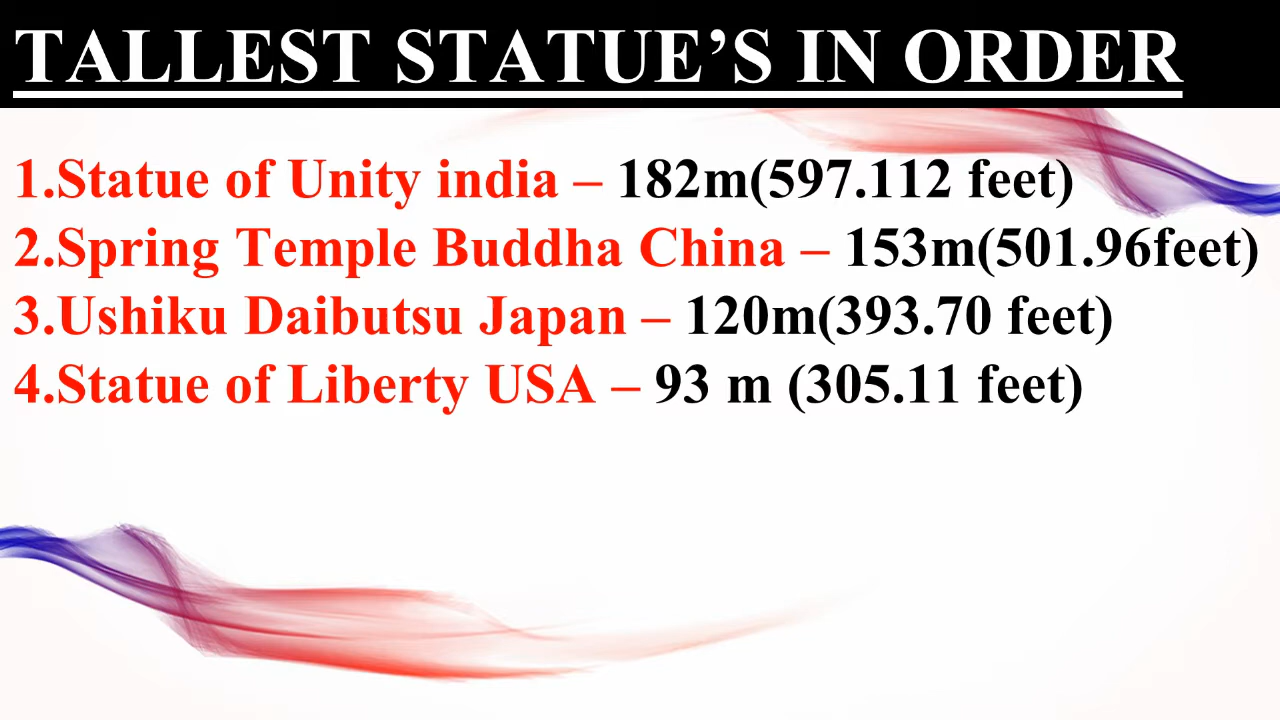 TALLEST STATUE’S IN ORDER
1.Statue of Unity india – 182m(597.112 feet)
2.Spring Temple Buddha China – 153m(501.96feet)
3.Ushiku Daibutsu Japan – 120m(393.70 feet)
4.Statue of Liberty USA – 93 m (305.11 feet)